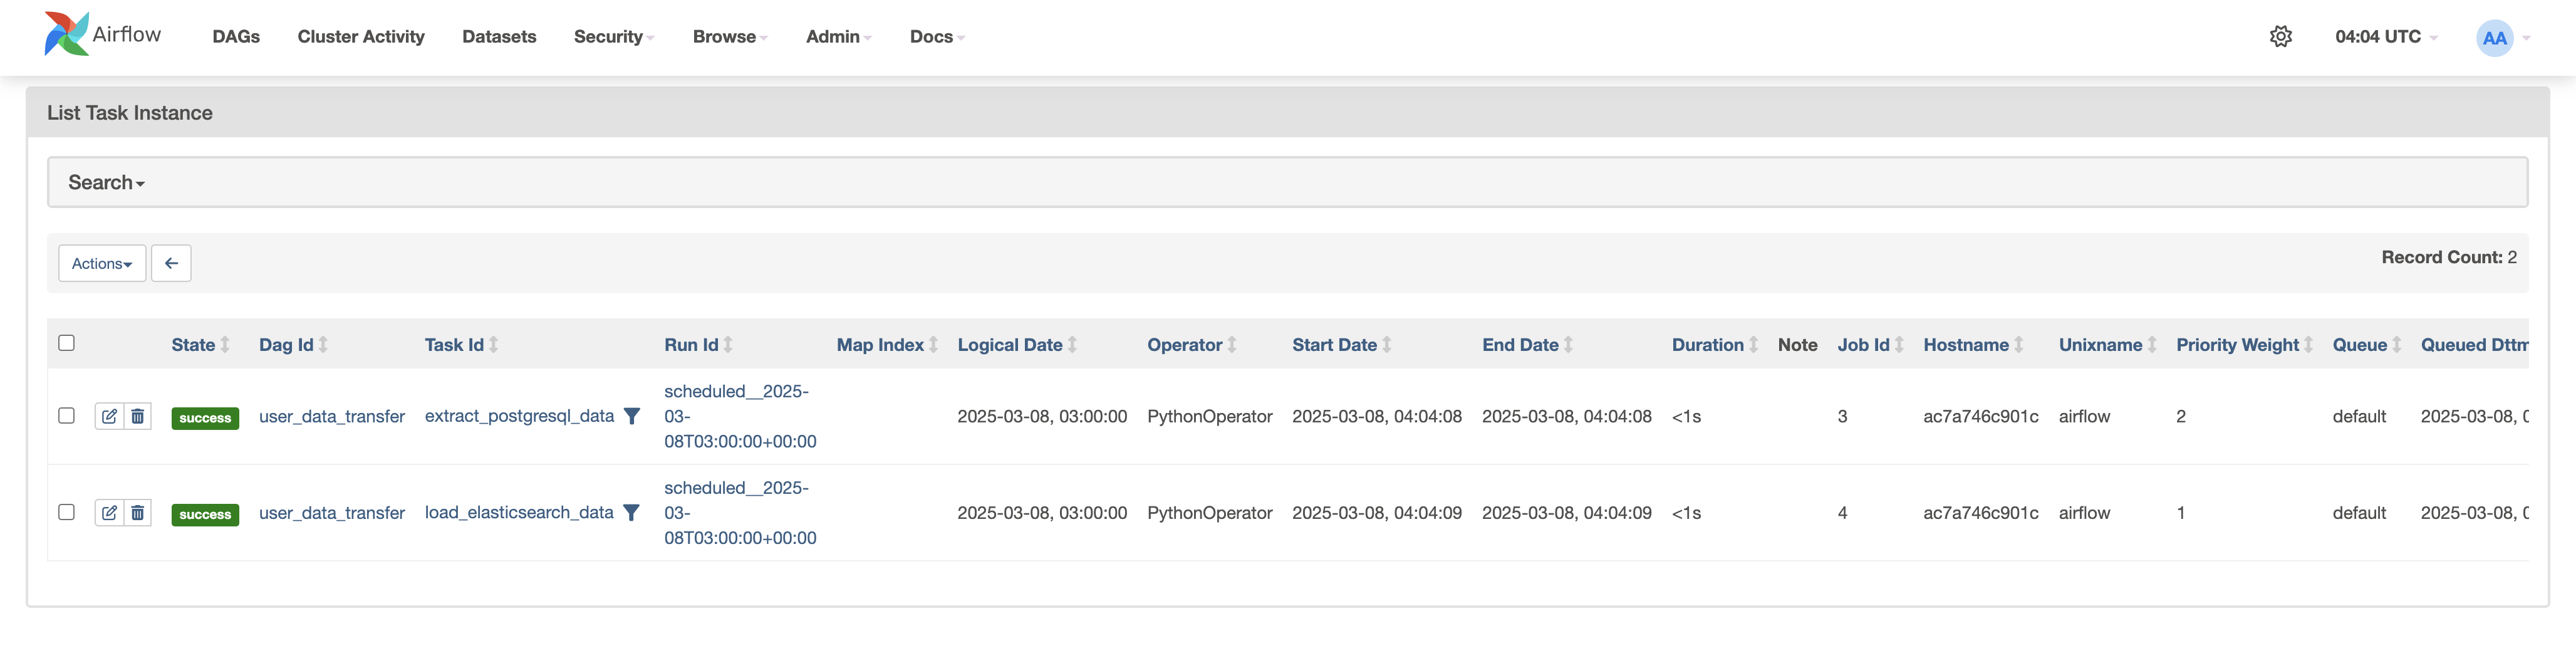 Airflow DAGs Cluster Activity Datasets Security Browse Admin Docs 04:04 UTC AA
List Task Instance
Search
Actions Record Count: 2
State Dag Id Task Id Run Id Map Index Logical Date Operator Start Date End Date Duration Note Job Id Hostname Unixname Priority Weight Queue Queued Dttm
scheduled__2025-
success user_data_transfer extract_postgresql_data 03- 2025-03-08, 03:00:00 PythonOperator 2025-03-08, 04:04:08 2025-03-08, 04:04:08 <1s 3 ac7a746c901c airflow 2 default 2025-03-08, 0
08T03:00:00+00:00
scheduled__2025-
success user_data_transfer load_elasticsearch_data 03- 2025-03-08, 03:00:00 PythonOperator 2025-03-08, 04:04:09 2025-03-08, 04:04:09 <1s 4 ac7a746c901c airflow 1 default 2025-03-08, 0
08T03:00:00+00:00